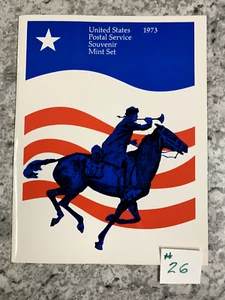 United States 1973
Postal Service
Souvenir
Mint Set
#
26